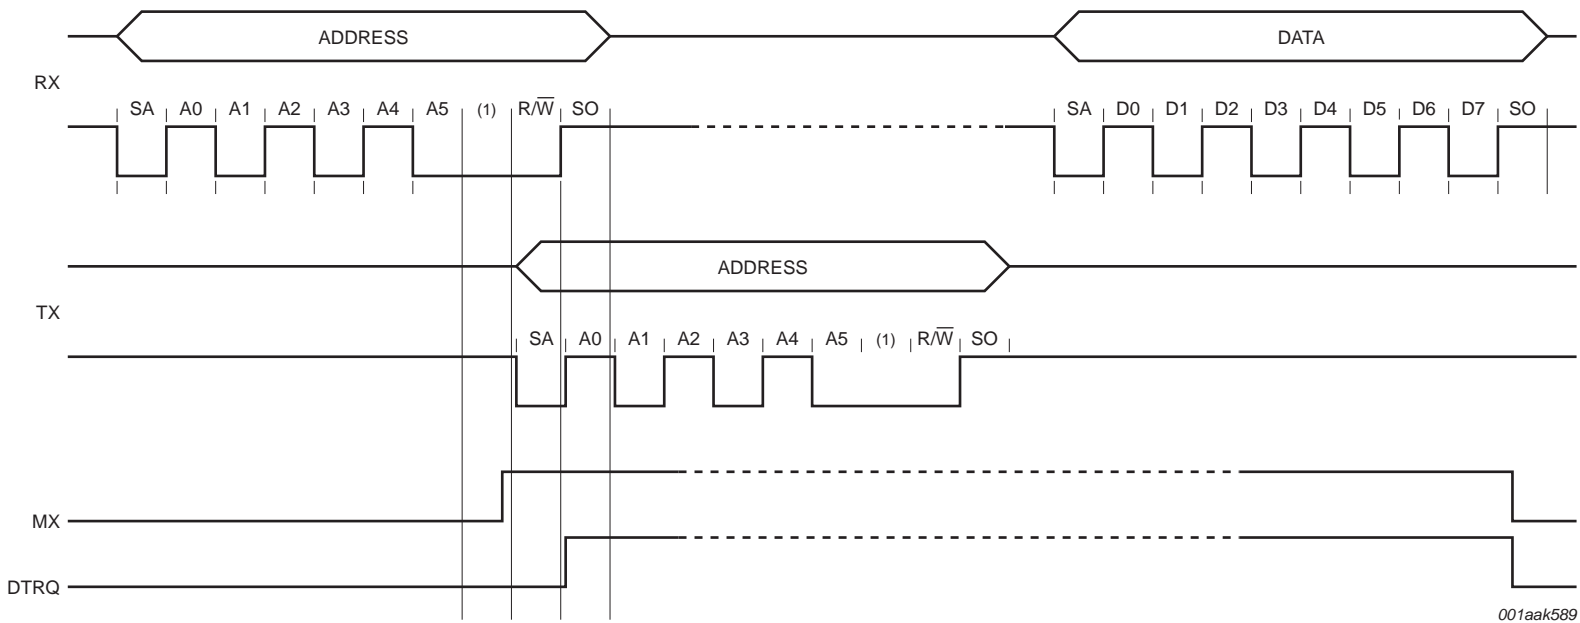 ADDRESS DATA
RX
SA A0 A1 A2 A3 A4 A5 (1) R/W̅ SO SA D0 D1 D2 D3 D4 D5 D6 D7 SO
ADDRESS
TX
SA A0 A1 A2 A3 A4 A5 (1) R/W̅ SO
MX
DTRQ
001aak589